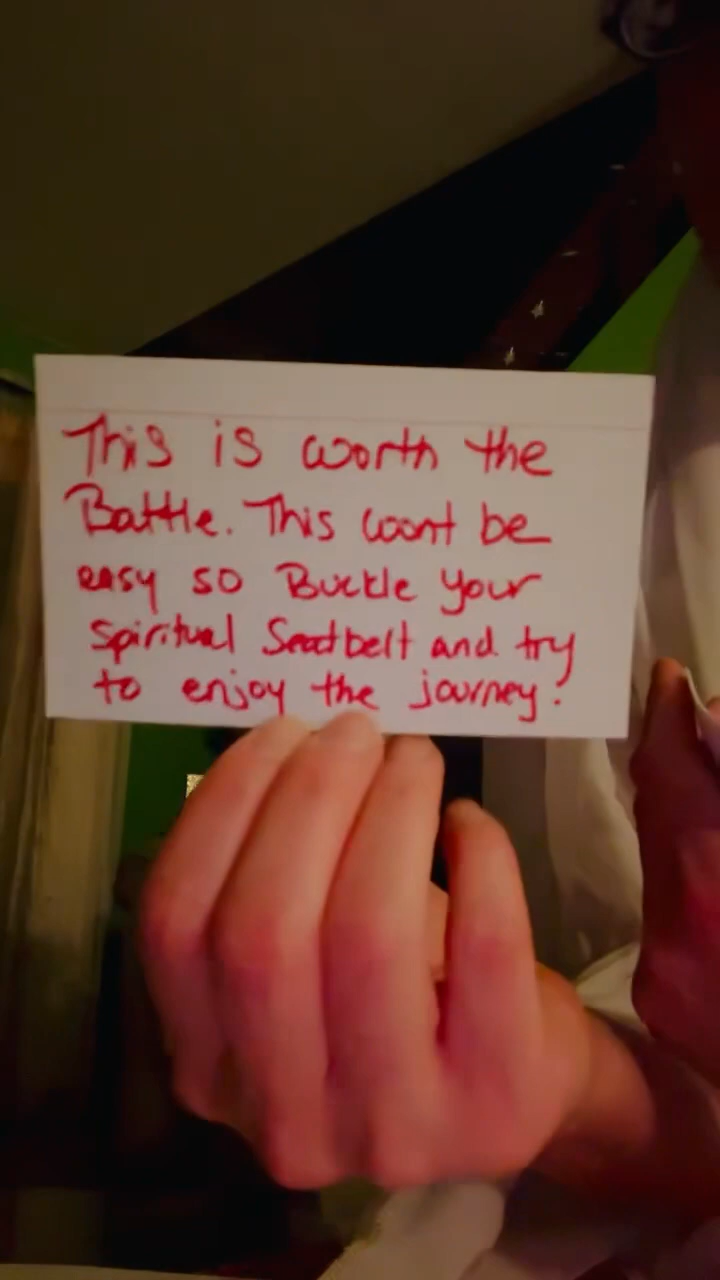 This is worth the
Battle. This wont be
easy so Buckle your
Spiritual Seatbelt and try
to enjoy the journey!